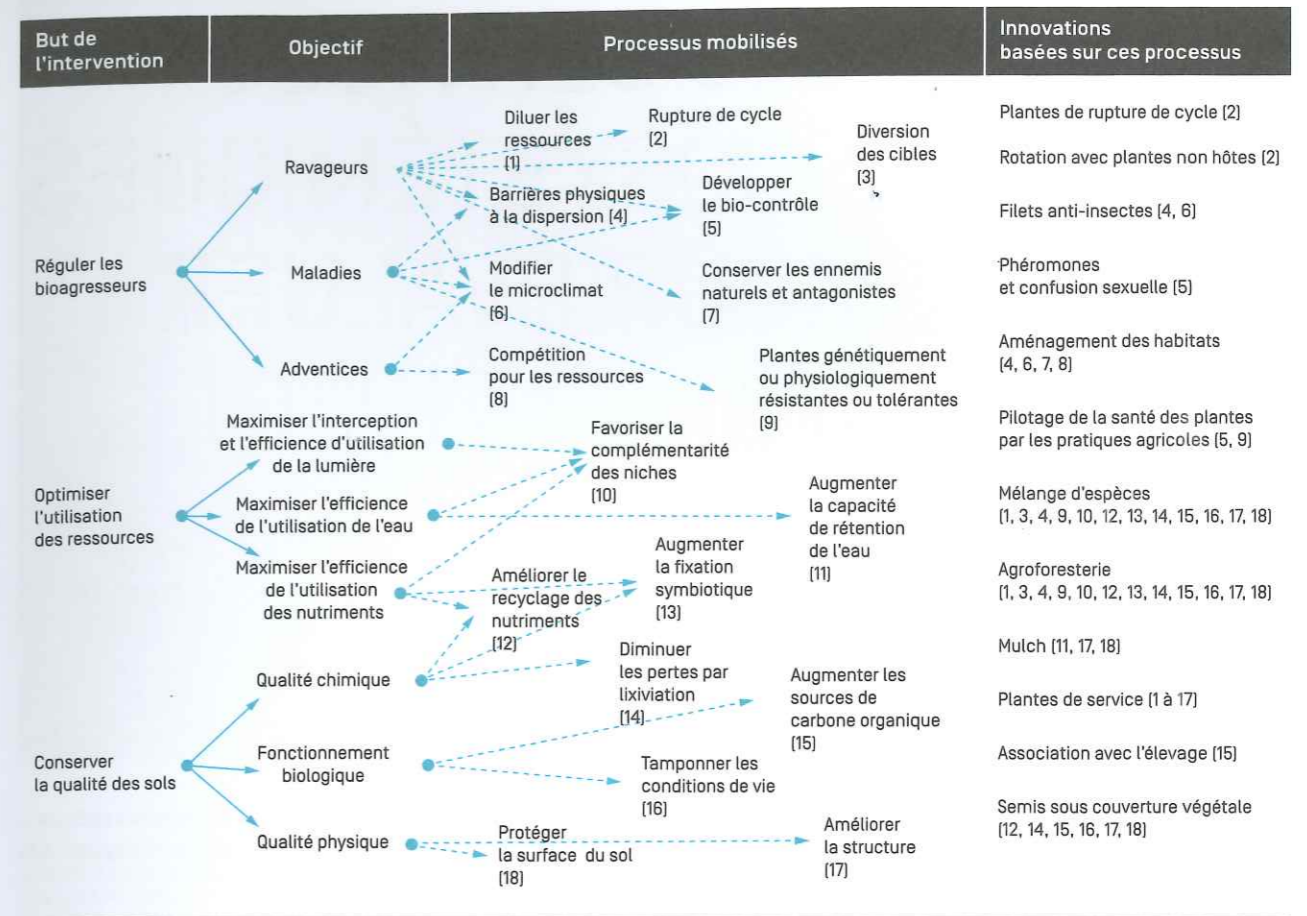 But de
l'intervention
Objectif
Processus mobilisés
Innovations
basées sur ces processus
Réguler les
bioagresseurs
Ravageurs
Maladies
Adventices
Diluer les
ressources
(1)
Rupture de cycle
(2)
Diversion
des cibles
(3)
Barrières physiques
à la dispersion (4)
Développer
le bio-contrôle
(5)
Modifier
le microclimat
(6)
Conserver les ennemis
naturels et antagonistes
(7)
Compétition
pour les ressources
(8)
Plantes génétiquement
ou physiologiquement
résistantes ou tolérantes
(9)
Optimiser
l'utilisation
des ressources
Maximiser l'interception
et l'efficience d'utilisation
de la lumière
Maximiser l'efficience
de l'utilisation de l'eau
Maximiser l'efficience
de l'utilisation
des nutriments
Favoriser la
complémentarité
des niches
(10)
Augmenter
la capacité
de rétention
de l'eau
(11)
Améliorer le
recyclage des
nutriments
(12)
Augmenter
la fixation
symbiotique
(13)
Conserver
la qualité des sols
Qualité chimique
Fonctionnement
biologique
Qualité physique
Diminuer
les pertes par
lixiviation
(14)
Augmenter les
sources de
carbone organique
(15)
Tamponner les
conditions de vie
(16)
Améliorer
la structure
(17)
Protéger
la surface du sol
(18)
Plantes de rupture de cycle (2)
Rotation avec plantes non hôtes (2)
Filets anti-insectes (4, 6)
Phéromones
et confusion sexuelle (5)
Aménagement des habitats
(4, 6, 7, 8)
Pilotage de la santé des plantes
par les pratiques agricoles (5, 9)
Mélange d'espèces
(1, 3, 4, 9, 10, 12, 13, 14, 15, 16, 17, 18)
Agroforesterie
(1, 3, 4, 9, 10, 12, 13, 14, 15, 16, 17, 18)
Mulch (11, 17, 18)
Plantes de service (1 à 17)
Association avec l'élevage (15)
Semis sous couverture végétale
(12, 14, 15, 16, 17, 18)